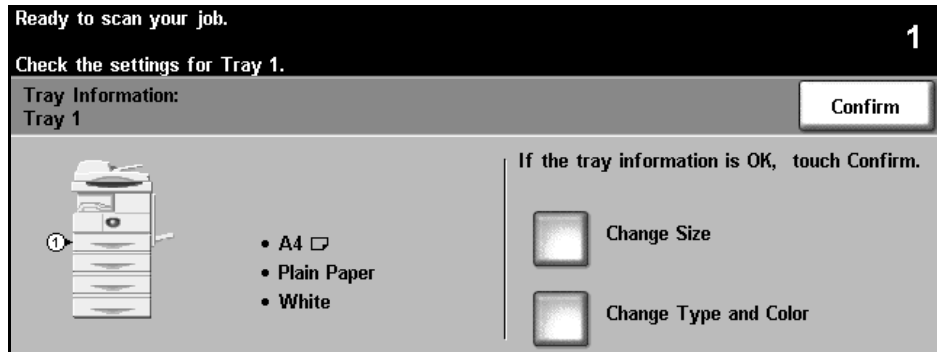 Ready to scan your job.
1
Check the settings for Tray 1.
Tray Information:
Tray 1
Confirm
If the tray information is OK, touch Confirm.
1
• A4
• Plain Paper
• White
Change Size
Change Type and Color